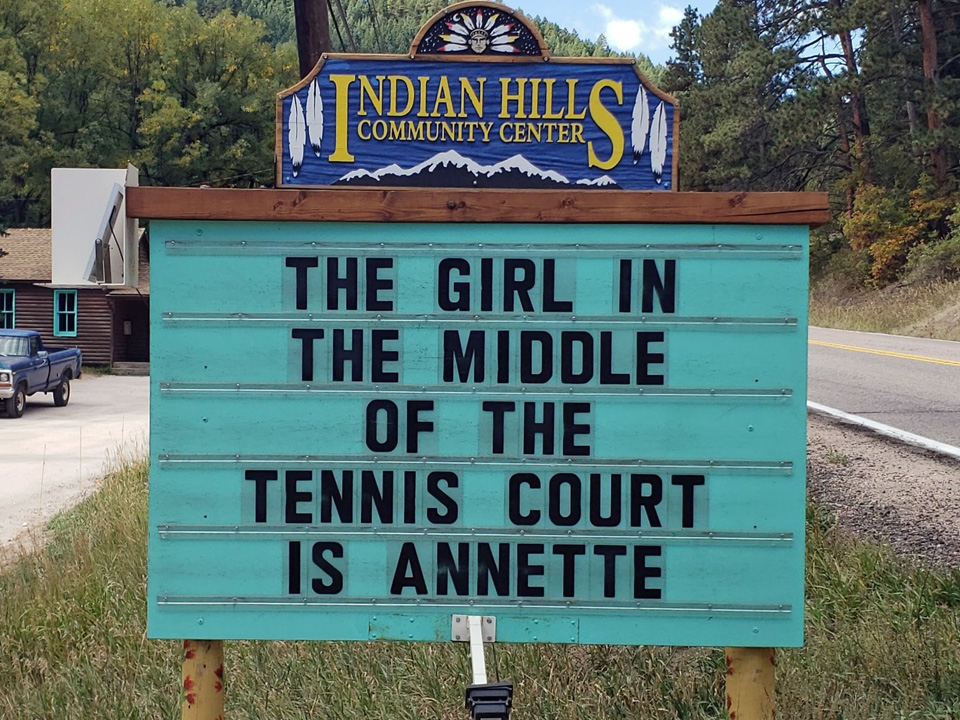 INDIAN HILLS
COMMUNITY CENTER
THE GIRL IN
THE MIDDLE
OF THE
TENNIS COURT
IS ANNETTE